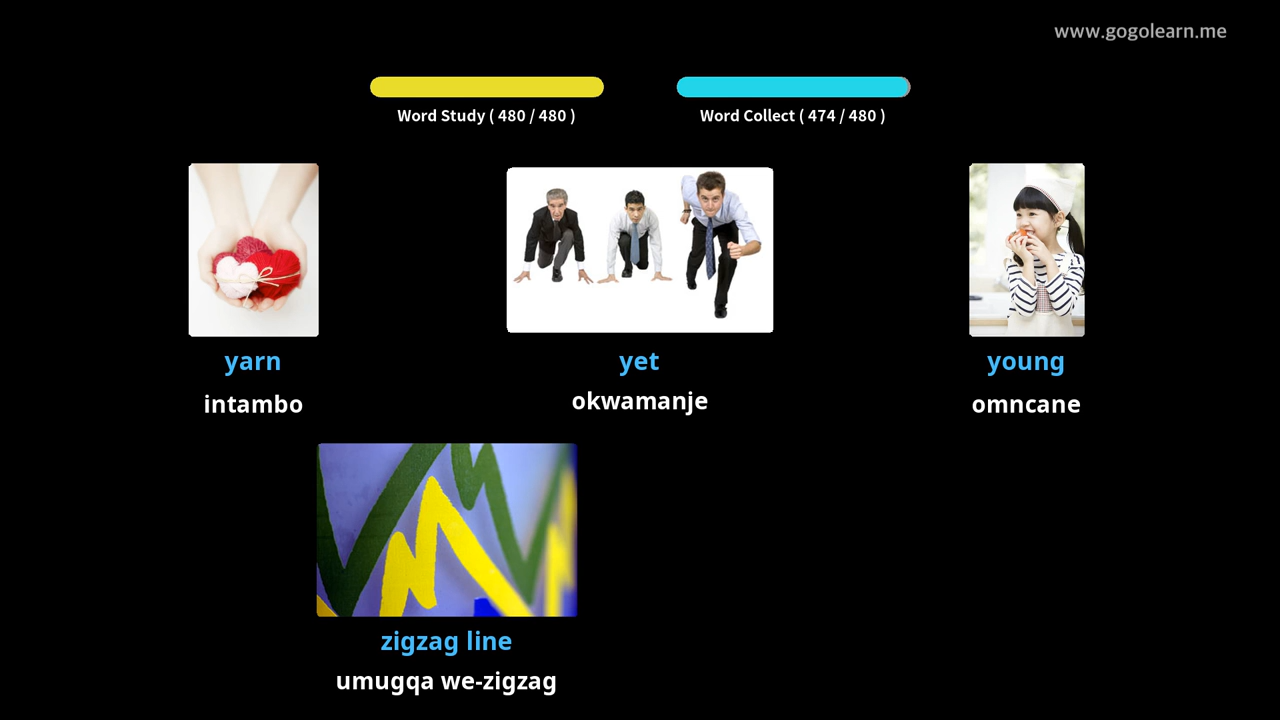 www.gogolearn.me
Word Study ( 480 / 480 )
Word Collect ( 474 / 480 )
yarn
intambo
yet
okwamanje
young
omncane
zigzag line
umugqa we-zigzag